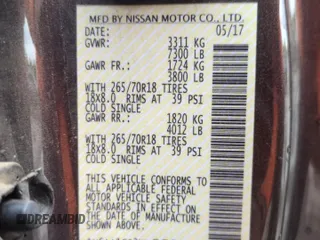 MFD BY NISSAN MOTOR CO., LTD.
DATE: 05/17
GVWR: 3311 KG
7300 LB
GAWR FR.: 1724 KG
3800 LB
WITH 265/70R18 TIRES
18X8.0 RIMS AT 39 PSI
COLD SINGLE
GAWR RR.: 1820 KG
4012 LB
WITH 265/70R18 TIRES
18X8.0 RIMS AT 39 PSI
COLD SINGLE
THIS VEHICLE CONFORMS TO
ALL APPLICABLE FEDERAL
MOTOR VEHICLE SAFETY
STANDARDS IN EFFECT ON
THE DATE OF MANUFACTURE
SHOWN ABOVE.
DREAMBID